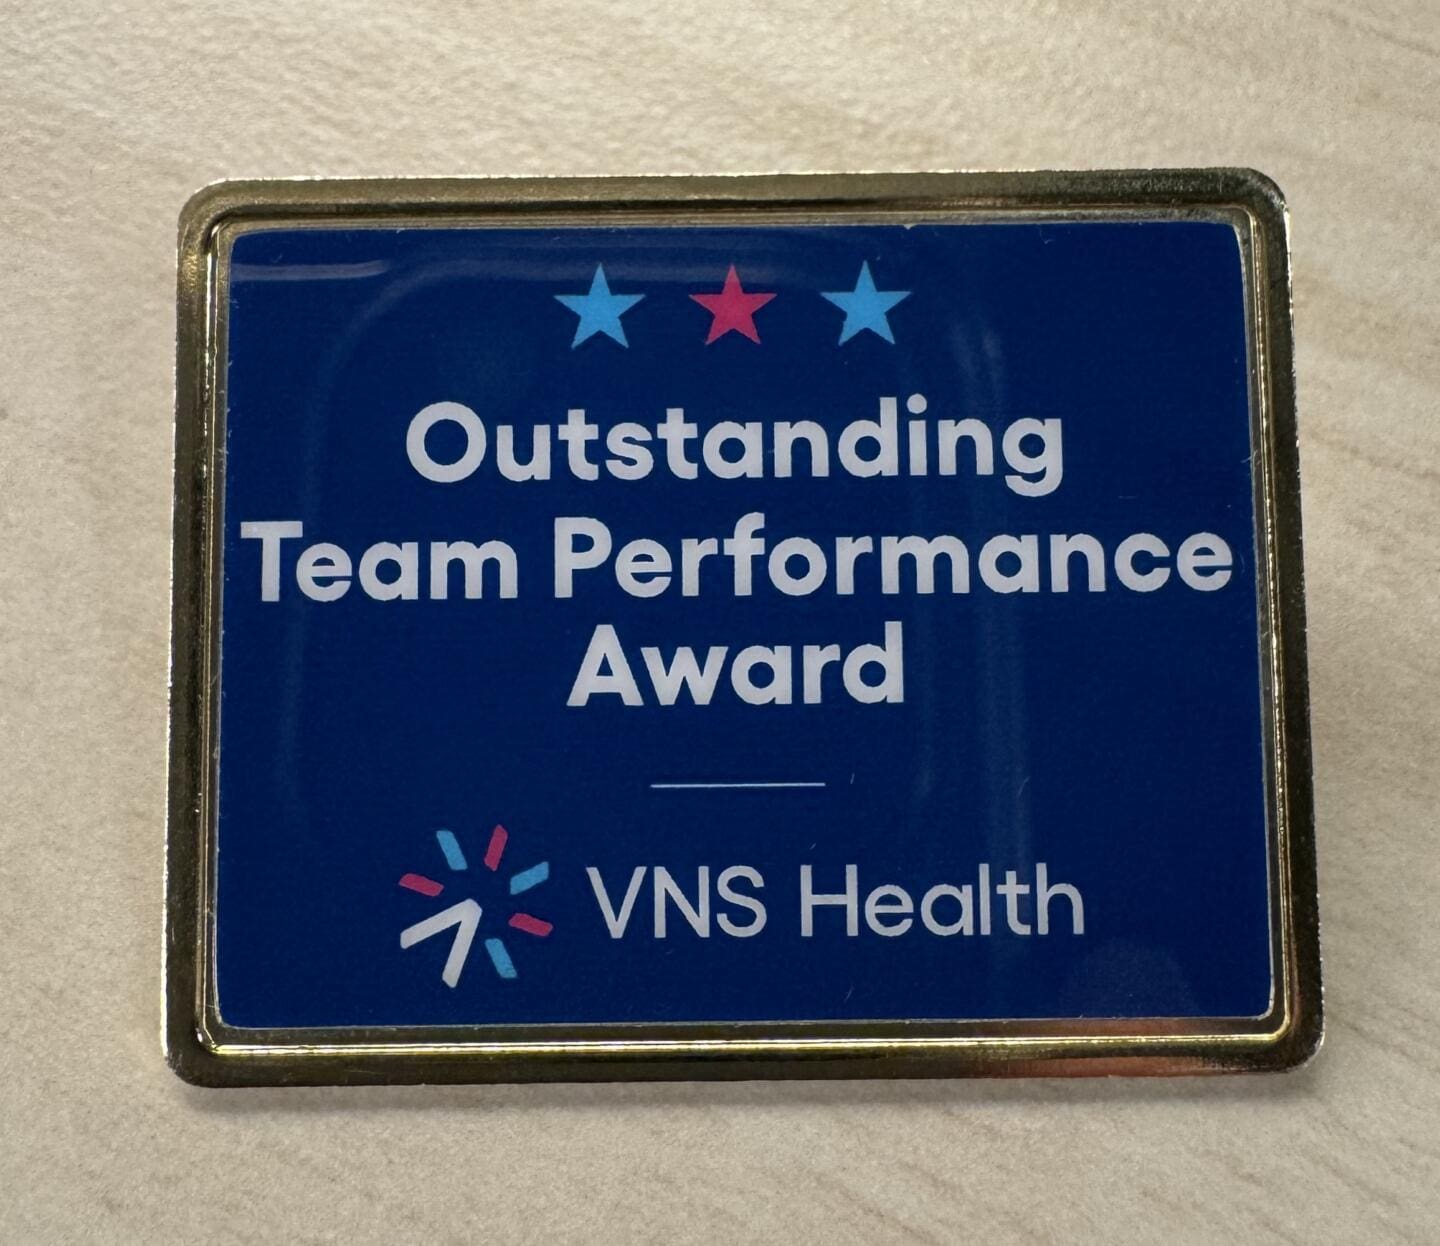 Outstanding
Team Performance
Award
VNS Health